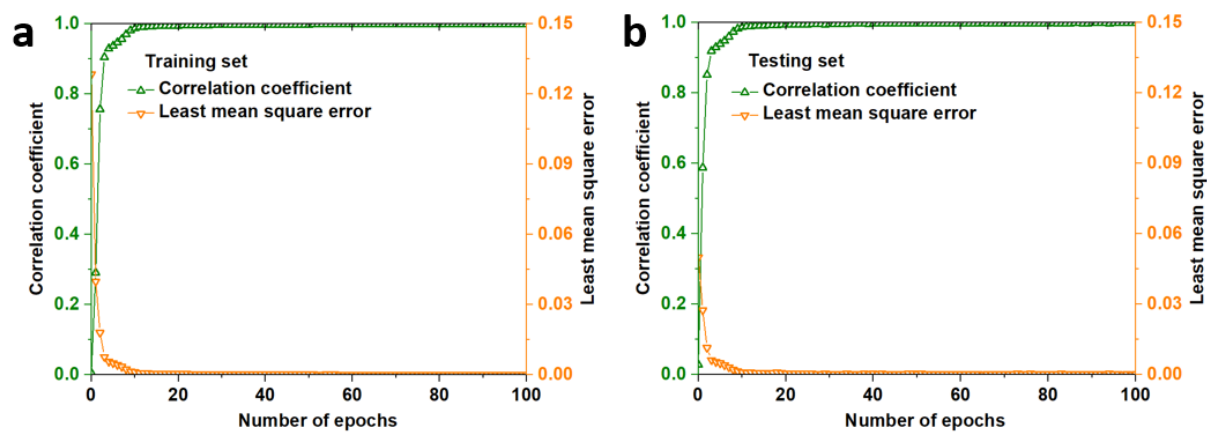 a
Training set
Correlation coefficient
Least mean square error
Correlation coefficient
1.0
0.8
0.6
0.4
0.2
0.0
0.15
0.12
0.09
0.06
0.03
0.00
Least mean square error
0 20 40 60 80 100
Number of epochs
b
Testing set
Correlation coefficient
Least mean square error
Correlation coefficient
1.0
0.8
0.6
0.4
0.2
0.0
0.15
0.12
0.09
0.06
0.03
0.00
Least mean square error
0 20 40 60 80 100
Number of epochs